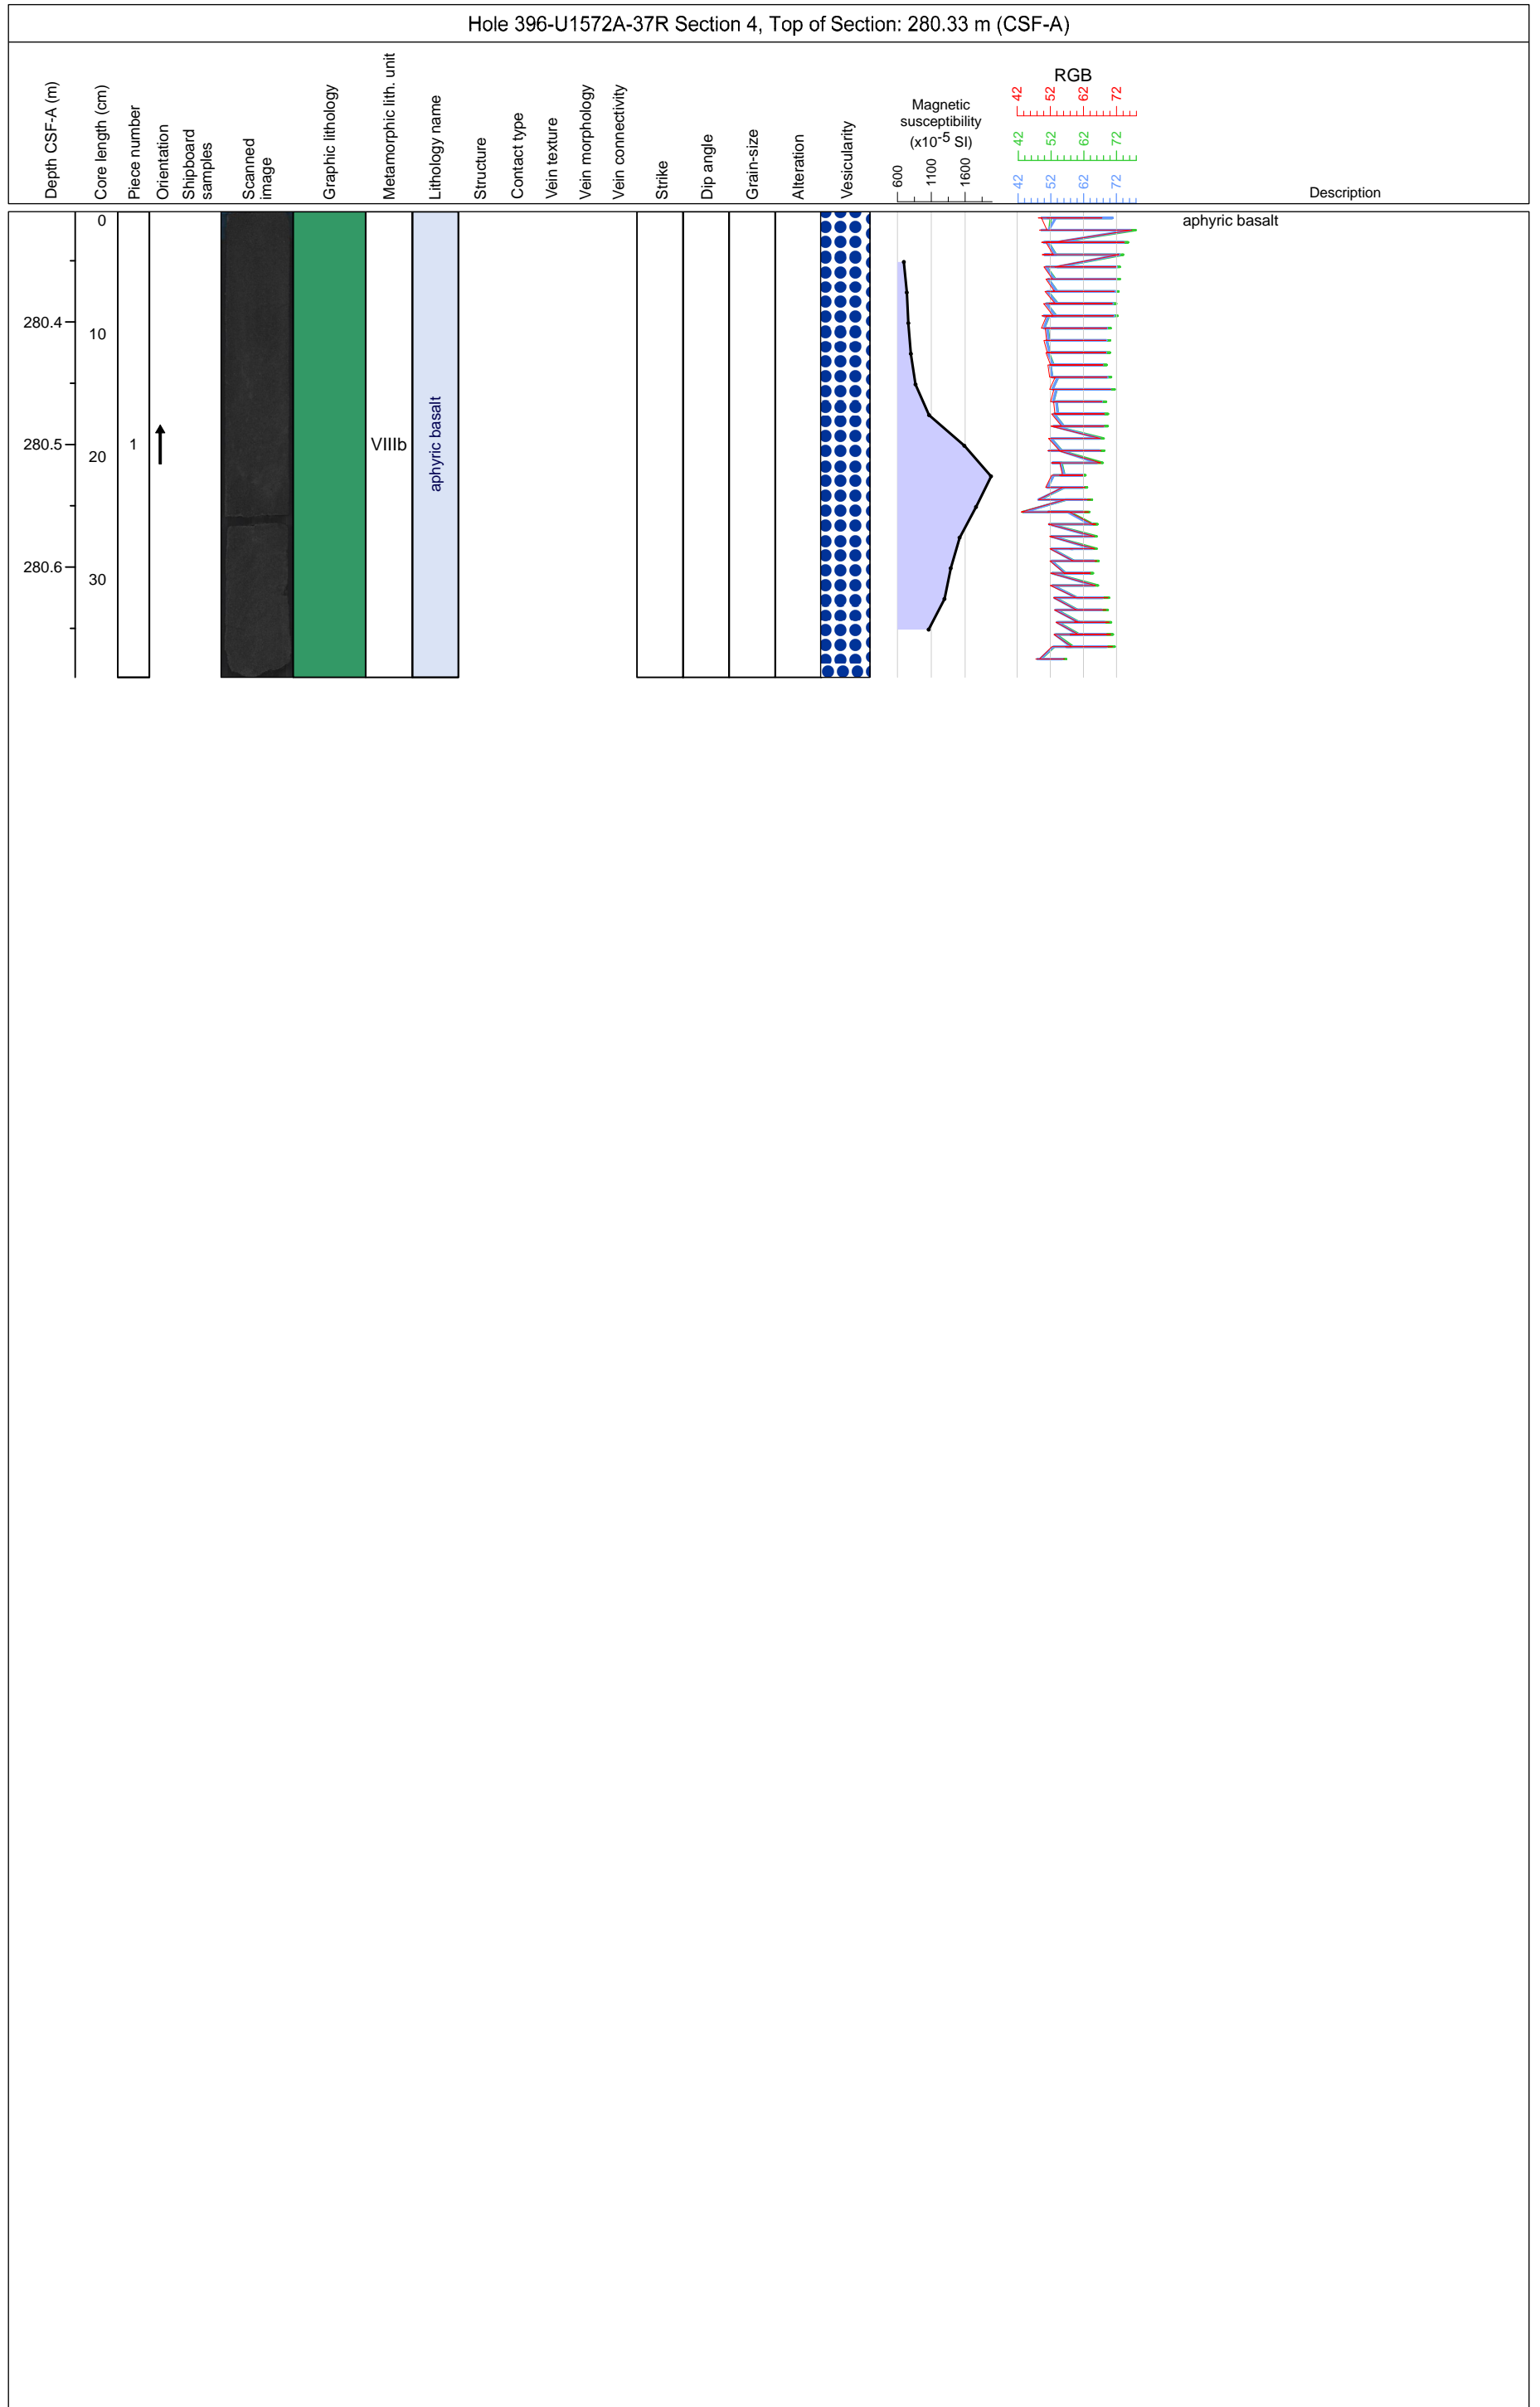 Hole 396-U1572A-37R Section 4, Top of Section: 280.33 m (CSF-A)
Depth CSF-A (m)
Core length (cm)
Piece number
Orientation
Shipboard
samples
Scanned
image
Graphic lithology
Metamorphic lith. unit
Lithology name
Structure
Contact type
Vein texture
Vein morphology
Vein connectivity
Strike
Dip angle
Grain-size
Alteration
Vesicularity
Magnetic
susceptibility
(x10-5 SI)
600 1100 1600
RGB
42 52 62 72
42 52 62 72
42 52 62 72
Description
0
aphyric basalt
280.4
10
280.5
1
VIIIb
aphyric basalt
20
280.6
30